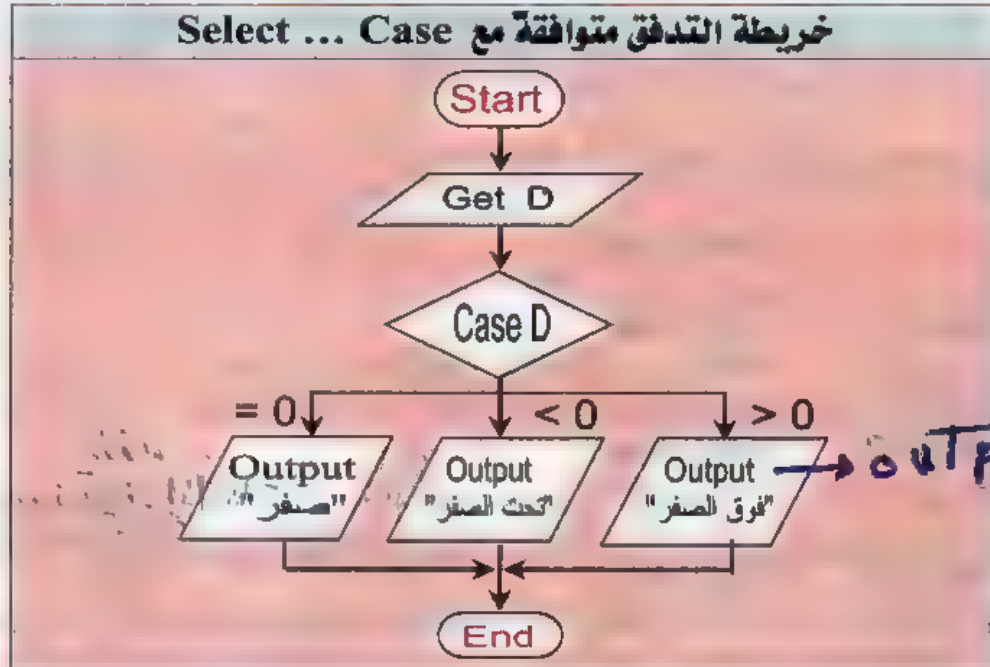 خريطة التدفق متوافقة مع Select ... Case
Start
Get D
Case D
= 0
< 0
> 0
Output
"صفر"
Output
"تحت الصفر"
Output
"فوق الصفر"
End